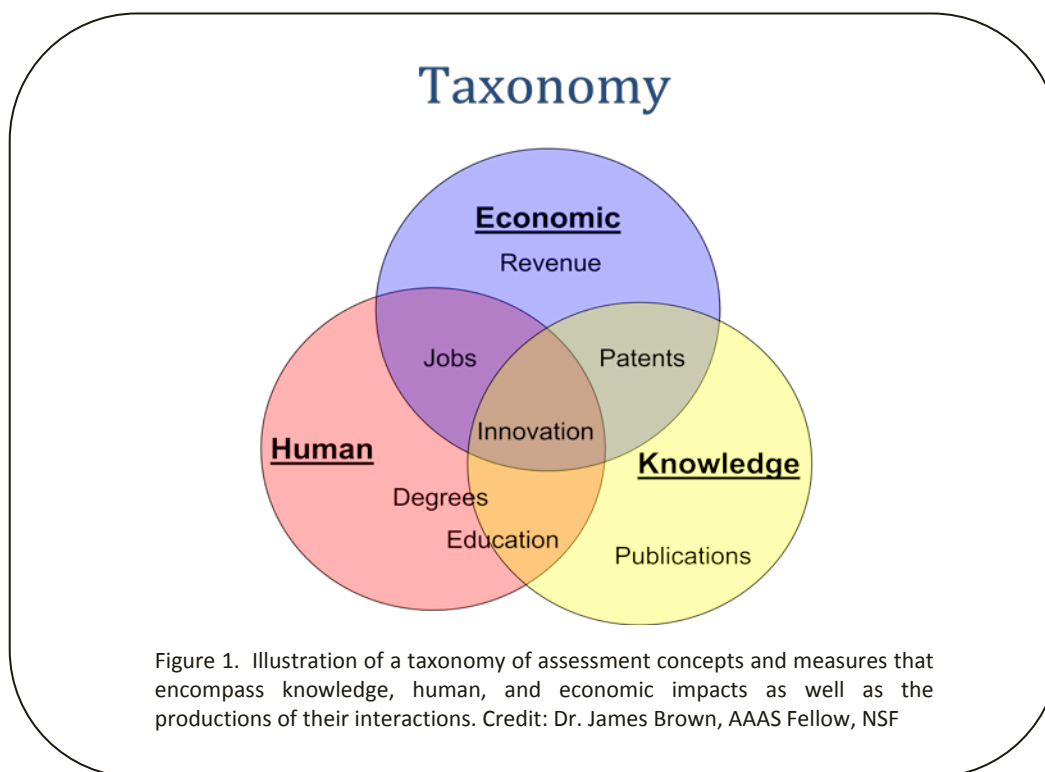 Taxonomy
Economic
Revenue
Jobs
Patents
Innovation
Human
Knowledge
Degrees
Education
Publications
Figure 1. Illustration of a taxonomy of assessment concepts and measures that
encompass knowledge, human, and economic impacts as well as the
productions of their interactions. Credit: Dr. James Brown, AAAS Fellow, NSF